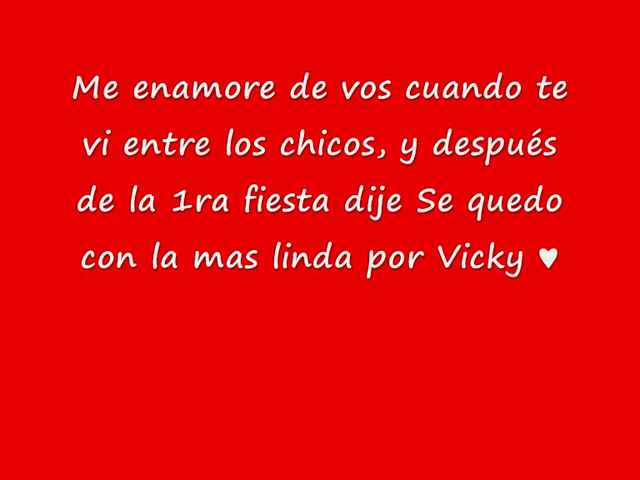 Me enamore de vos cuando te
vi entre los chicos, y después
de la 1ra fiesta dije Se quedo
con la mas linda por Vicky ♥